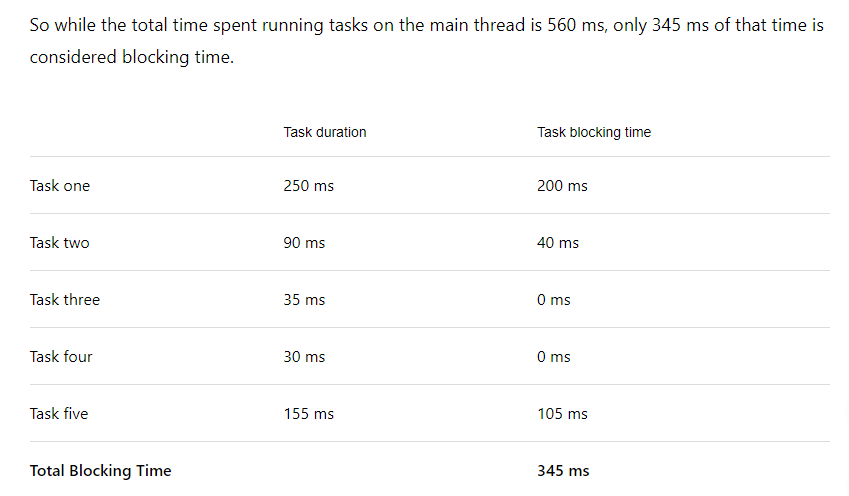 So while the total time spent running tasks on the main thread is 560 ms, only 345 ms of that time is
considered blocking time.
Task duration Task blocking time
Task one 250 ms 200 ms
Task two 90 ms 40 ms
Task three 35 ms 0 ms
Task four 30 ms 0 ms
Task five 155 ms 105 ms
Total Blocking Time 345 ms